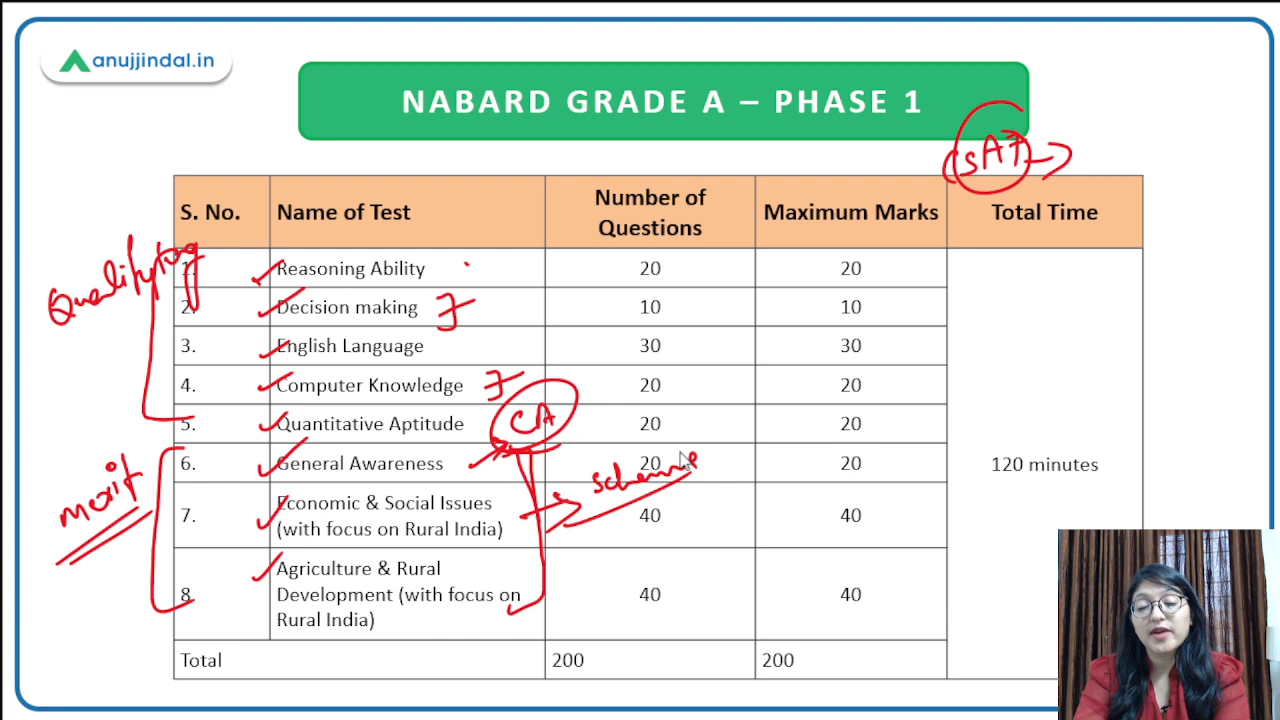 anujjindal.in
NABARD GRADE A – PHASE 1
(SAT
S. No. Name of Test Number of Questions Maximum Marks Total Time
Qualifying
1. Reasoning Ability 20 20
2. Decision making 10 10
3. English Language 30 30
4. Computer Knowledge 20 20
CA
5. Quantitative Aptitude 20 20
6. General Awareness 20 20 120 minutes
Scheme
merit
7. Economic & Social Issues
(with focus on Rural India) 40 40
8. Agriculture & Rural
Development (with focus on 40 40
Rural India)
Total 200 200